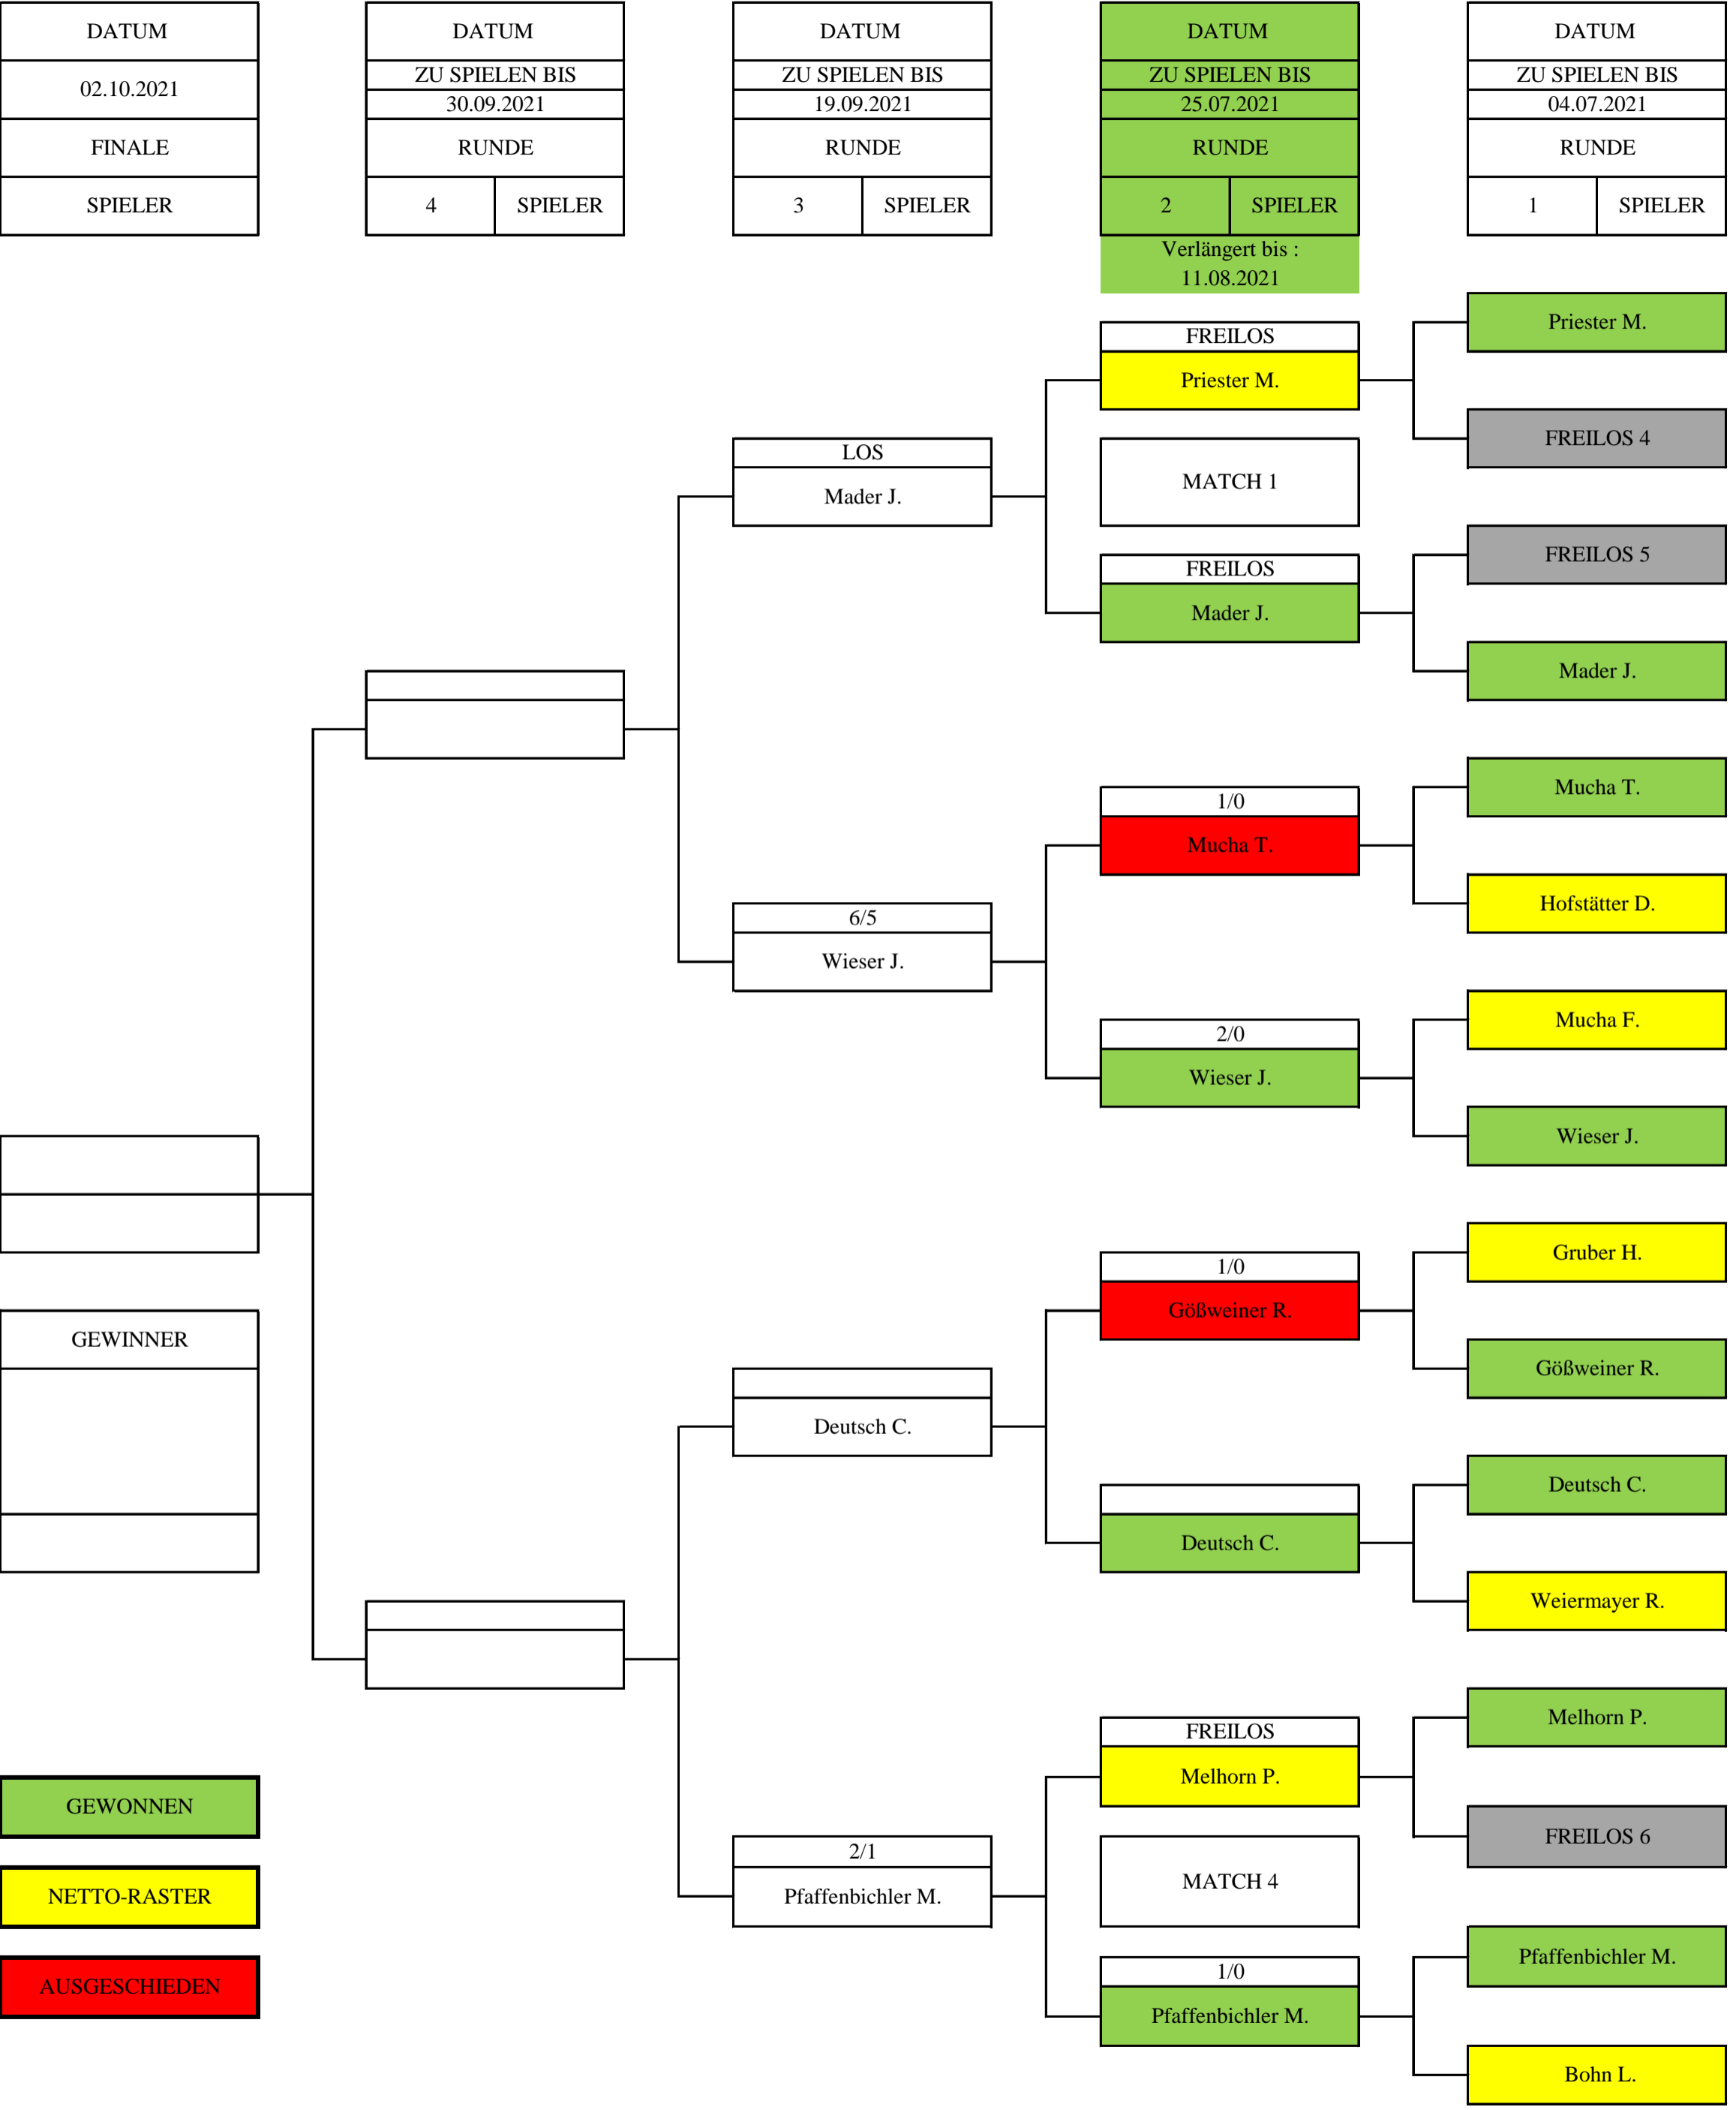 DATUM
02.10.2021
FINALE
SPIELER
DATUM
ZU SPIELEN BIS
30.09.2021
RUNDE
4 SPIELER
DATUM
ZU SPIELEN BIS
19.09.2021
RUNDE
3 SPIELER
DATUM
ZU SPIELEN BIS
25.07.2021
RUNDE
2 SPIELER
Verlängert bis :
11.08.2021
DATUM
ZU SPIELEN BIS
04.07.2021
RUNDE
1 SPIELER
GEWINNER
GEWONNEN
NETTO-RASTER
AUSGESCHIEDEN
LOS
Mader J.
6/5
Wieser J.
Deutsch C.
2/1
Pfaffenbichler M.
FREILOS
Priester M.
MATCH 1
FREILOS
Mader J.
1/0
Mucha T.
2/0
Wieser J.
1/0
Gößweiner R.
Deutsch C.
FREILOS
Melhorn P.
MATCH 4
1/0
Pfaffenbichler M.
Priester M.
FREILOS 4
FREILOS 5
Mader J.
Mucha T.
Hofstätter D.
Mucha F.
Wieser J.
Gruber H.
Gößweiner R.
Deutsch C.
Weiermayer R.
Melhorn P.
FREILOS 6
Pfaffenbichler M.
Bohn L.